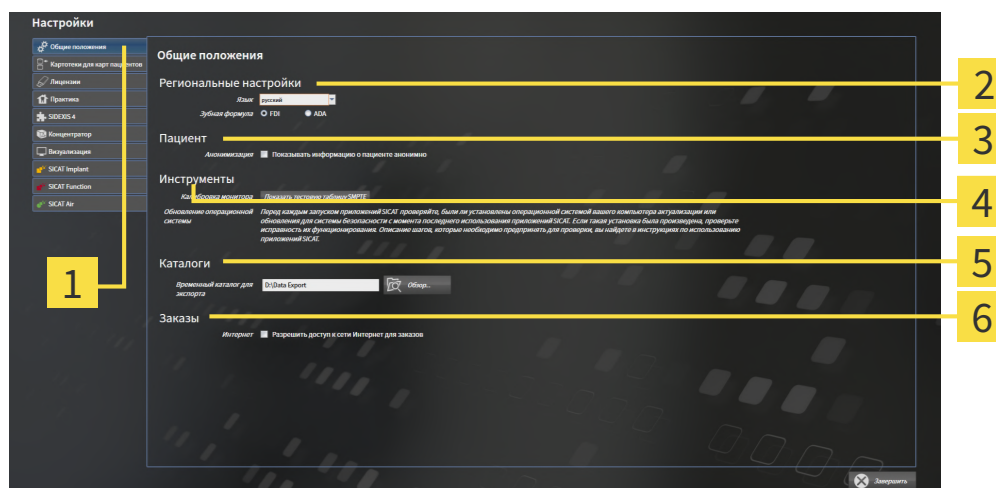 Настройки
Общие положения
Картотеки для карт пациентов
Лицензии
Практика
SIDEXIS 4
Концентратор
Визуализация
SICAT Implant
SICAT Function
SICAT Air
1
Общие положения
Региональные настройки
2
Язык русский
Зубная формула FDI ADA
Пациент
3
Анонимизация Показывать информацию о пациенте анонимно
Инструменты
Калибровка монитора Показать тестовую таблицу SMPTE
4
Обновление операционной системы
Перед каждым запуском приложений SICAT проверяйте, были ли установлены операционной системой вашего компьютера актуализации или
обновления для системы безопасности с момента последнего использования приложений SICAT. Если такая установка была произведена, проверьте
исправность их функционирования. Описание шагов, которые необходимо предпринять для проверки, вы найдете в инструкциях по использованию
приложений SICAT.
Каталоги
5
Временный каталог для экспорта
D:\Data Export Обзор...
Заказы
6
Интернет Разрешить доступ к сети Интернет для заказов
Завершить